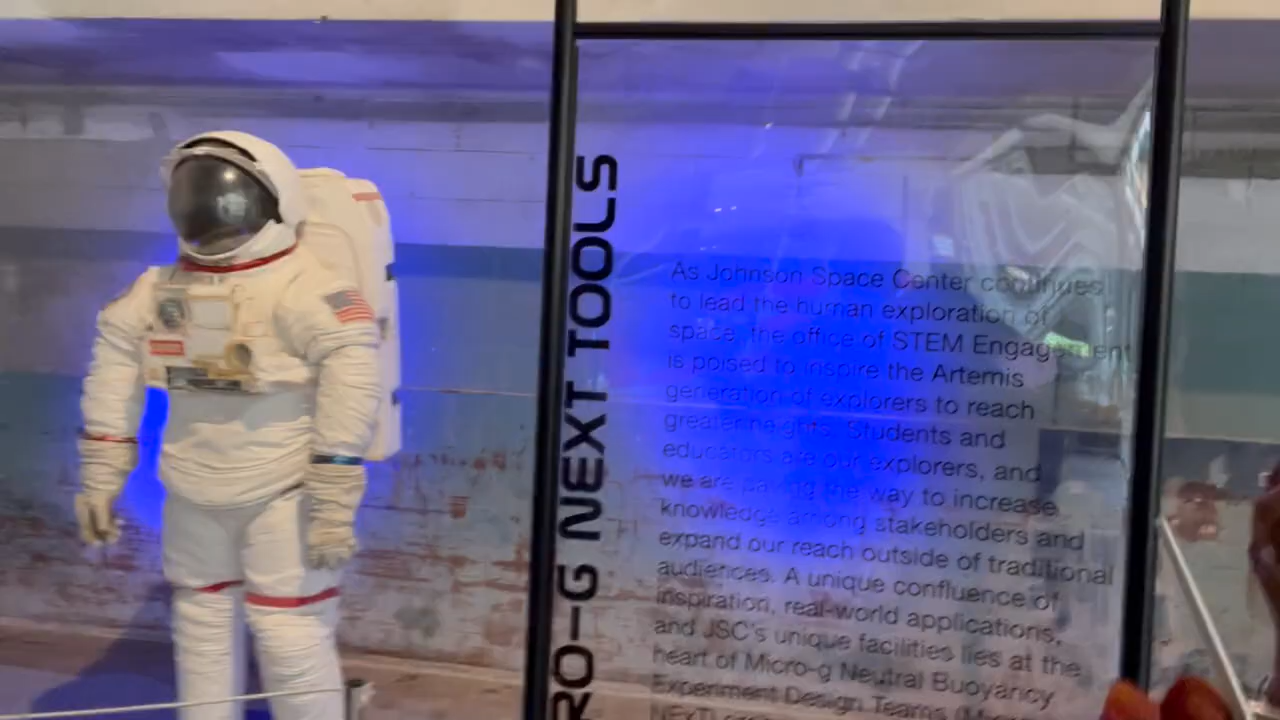 RO-G NEXT TOOLS
As Johnson Space Center continues
to lead the human exploration of
space, the office of STEM Engagement
is poised to inspire the Artemis
generation of explorers to reach
greater heights. Students and
educators are our explorers, and
we are paving the way to increase
knowledge among stakeholders and
expand our reach outside of traditional
audiences. A unique confluence of
inspiration, real-world applications,
and JSC's unique facilities lies at the
heart of Micro-g Neutral Buoyancy
Experiment Design Teams